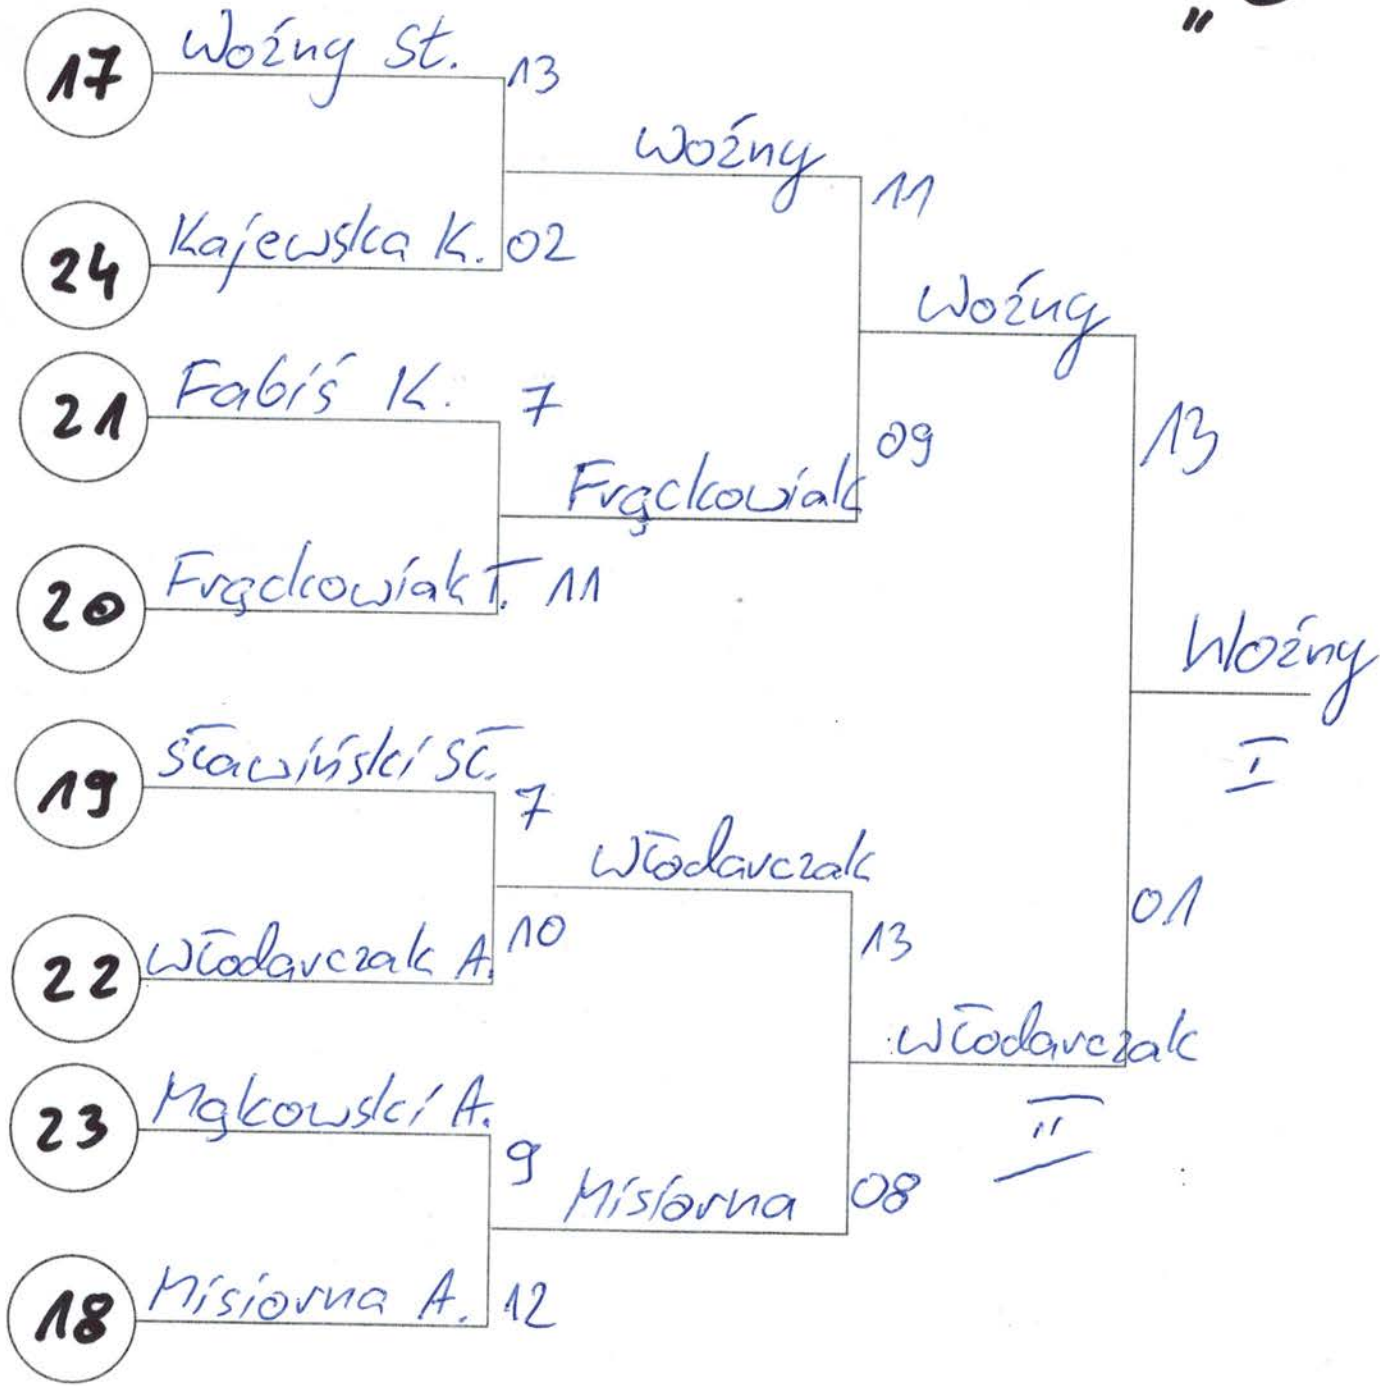 "
17 Woźny St. 13
Woźny 11
24 Kajewska K. 02
Woźny 13
21 Fabiś K. 7
09
Frąckowiak
20 Frąckowiak T. 11
Woźny
I
19 Sławiński Sł. 7
Włodarczak 13
22 Włodarczak A. 10
01
Włodarczak
II
23 Mąkowski A. 9
Misiorna 08
18 Misiorna A. 12